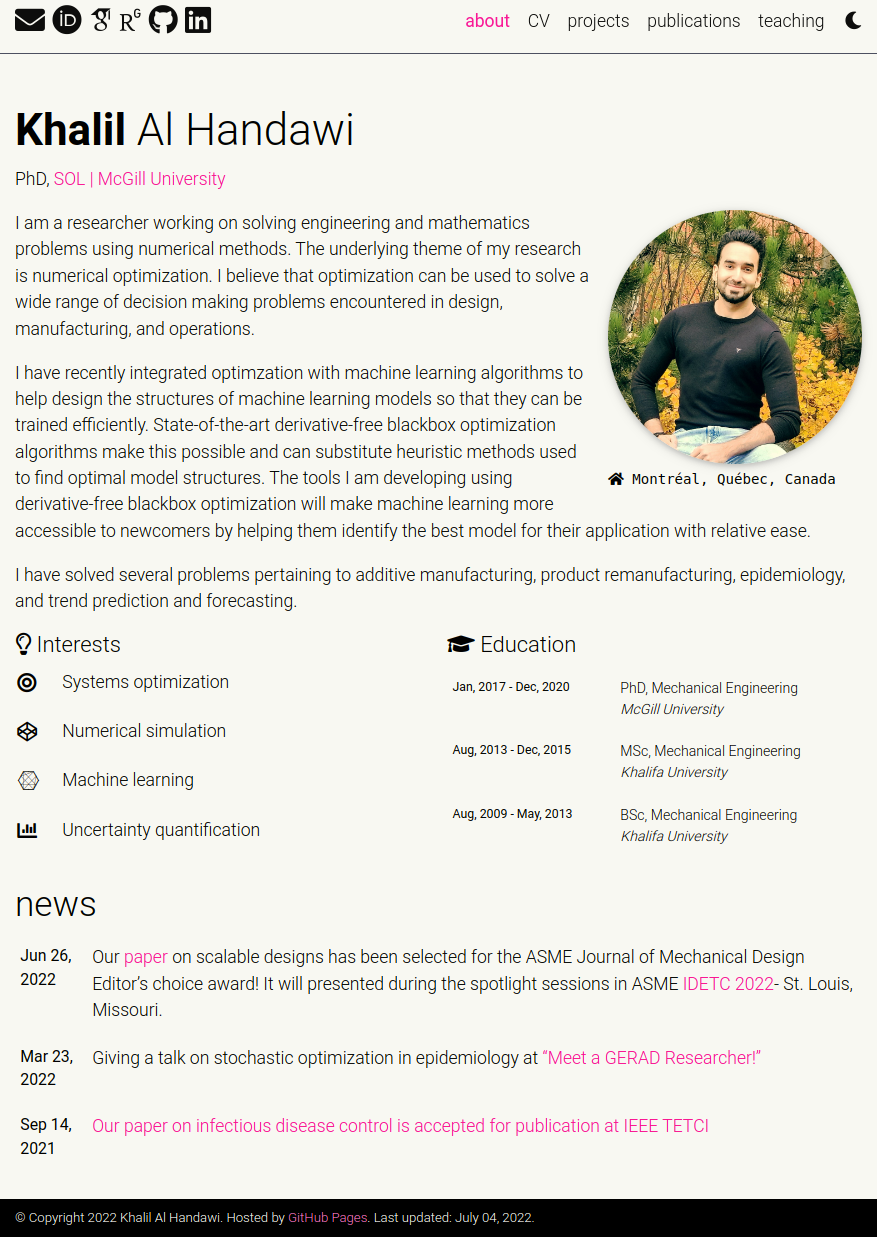 about CV projects publications teaching
Khalil Al Handawi
PhD, SOL | McGill University
I am a researcher working on solving engineering and mathematics
problems using numerical methods. The underlying theme of my research
is numerical optimization. I believe that optimization can be used to solve a
wide range of decision making problems encountered in design,
manufacturing, and operations.
I have recently integrated optimzation with machine learning algorithms to
help design the structures of machine learning models so that they can be
trained efficiently. State-of-the-art derivative-free blackbox optimization
algorithms make this possible and can substitute heuristic methods used
to find optimal model structures. The tools I am developing using
derivative-free blackbox optimization will make machine learning more
accessible to newcomers by helping them identify the best model for their application with relative ease.
Montréal, Québec, Canada
I have solved several problems pertaining to additive manufacturing, product remanufacturing, epidemiology,
and trend prediction and forecasting.
Interests
Systems optimization
Numerical simulation
Machine learning
Uncertainty quantification
Education
Jan, 2017 - Dec, 2020 PhD, Mechanical Engineering
McGill University
Aug, 2013 - Dec, 2015 MSc, Mechanical Engineering
Khalifa University
Aug, 2009 - May, 2013 BSc, Mechanical Engineering
Khalifa University
news
Jun 26, 
2022
Our paper on scalable designs has been selected for the ASME Journal of Mechanical Design
Editor’s choice award! It will presented during the spotlight sessions in ASME IDETC 2022- St. Louis,
Missouri.
Mar 23,
2022
Giving a talk on stochastic optimization in epidemiology at “Meet a GERAD Researcher!”
Sep 14,
2021
Our paper on infectious disease control is accepted for publication at IEEE TETCI
© Copyright 2022 Khalil Al Handawi. Hosted by GitHub Pages. Last updated: July 04, 2022.